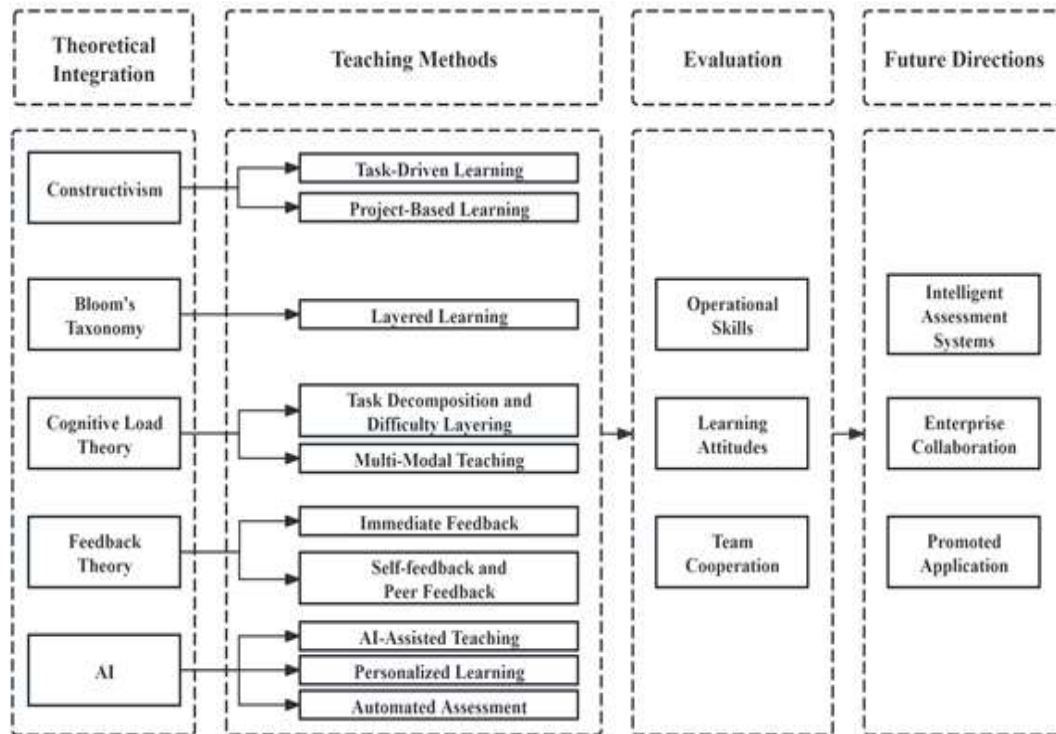 Theoretical
Integration
Teaching Methods
Evaluation
Future Directions
Constructivism
Task-Driven Learning
Project-Based Learning
Bloom's
Taxonomy
Layered Learning
Cognitive Load
Theory
Task Decomposition and
Difficulty Layering
Multi-Modal Teaching
Feedback
Theory
Immediate Feedback
Self-feedback and
Peer Feedback
AI
AI-Assisted Teaching
Personalized Learning
Automated Assessment
Operational
Skills
Learning
Attitudes
Team
Cooperation
Intelligent
Assessment
Systems
Enterprise
Collaboration
Promoted
Application